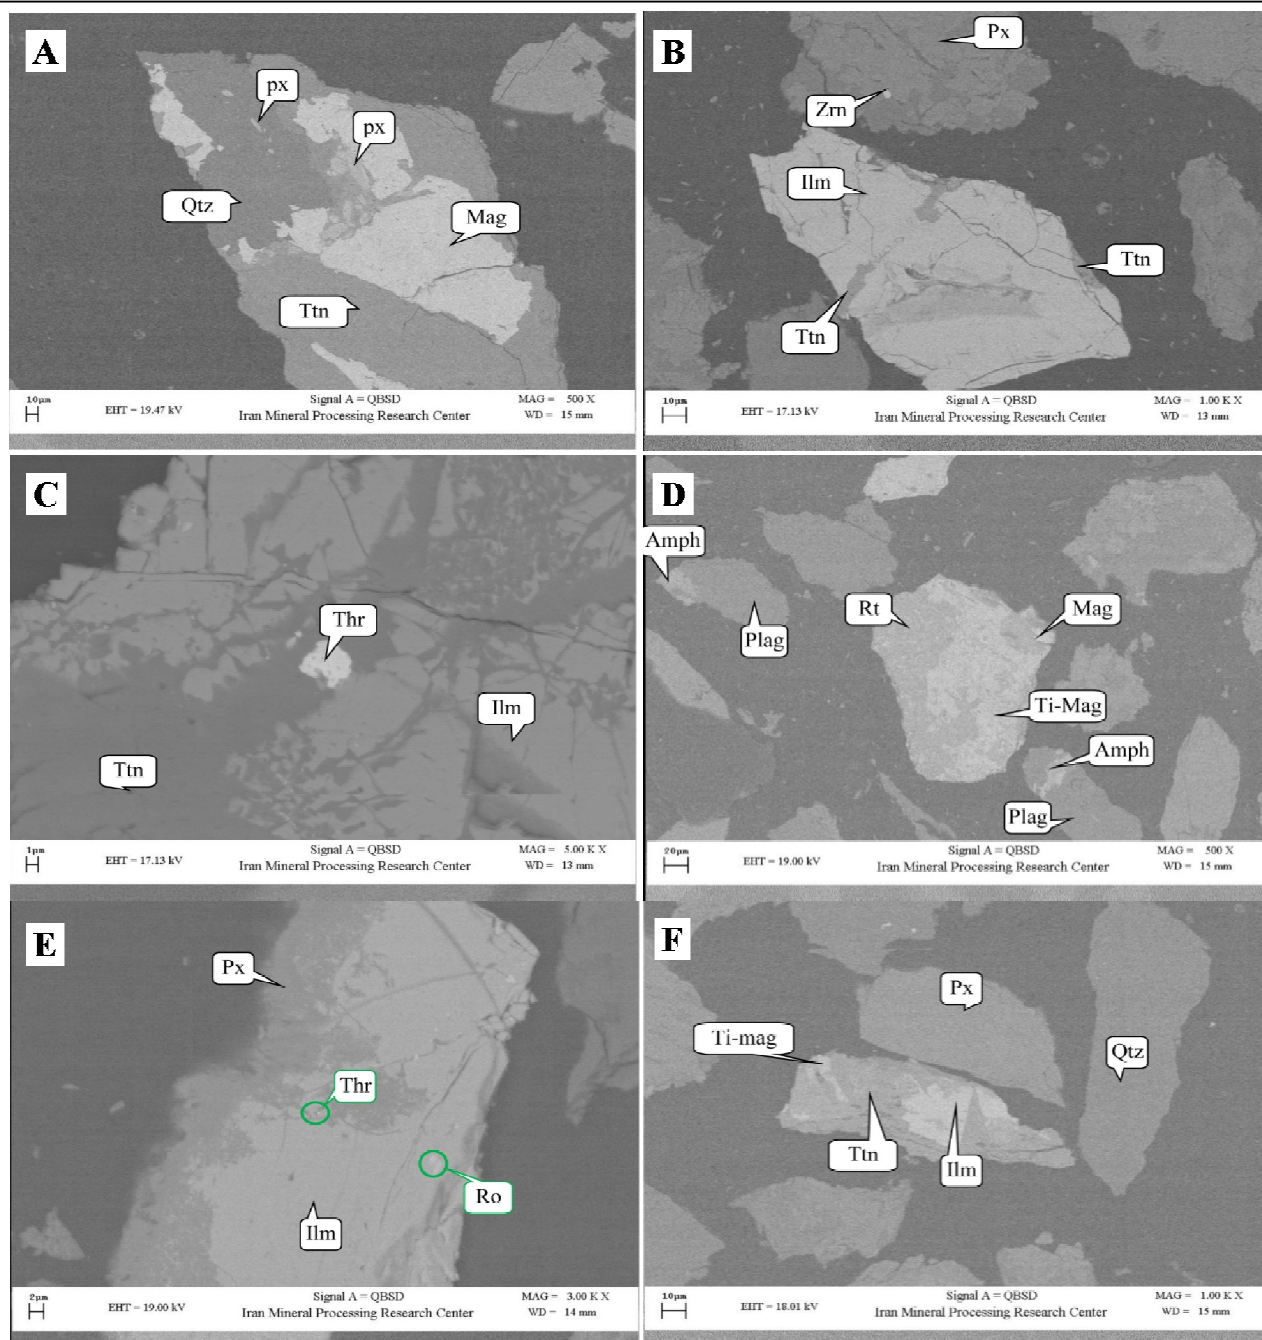 A
px
px
Qtz
Mag
Ttn
10µm
EHT = 19.47 kV
Signal A = QBSD
Iran Mineral Processing Research Center
MAG = 500 X
WD = 15 mm
B
Px
Zrn
Ilm
Ttn
Ttn
10µm
EHT = 17.13 kV
Signal A = QBSD
Iran Mineral Processing Research Center
MAG = 1.00 K X
WD = 13 mm
C
Thr
Ilm
Ttn
1µm
EHT = 17.13 kV
Signal A = QBSD
Iran Mineral Processing Research Center
MAG = 5.00 K X
WD = 13 mm
D
Amph
Plag
Rt
Mag
Ti-Mag
Amph
Plag
20µm
EHT = 19.00 kV
Signal A = QBSD
Iran Mineral Processing Research Center
MAG = 500 X
WD = 15 mm
E
Px
Thr
Ro
Ilm
2µm
EHT = 19.00 kV
Signal A = QBSD
Iran Mineral Processing Research Center
MAG = 3.00 K X
WD = 14 mm
F
Px
Ti-mag
Qtz
Ttn
Ilm
10µm
EHT = 18.01 kV
Signal A = QBSD
Iran Mineral Processing Research Center
MAG = 1.00 K X
WD = 15 mm